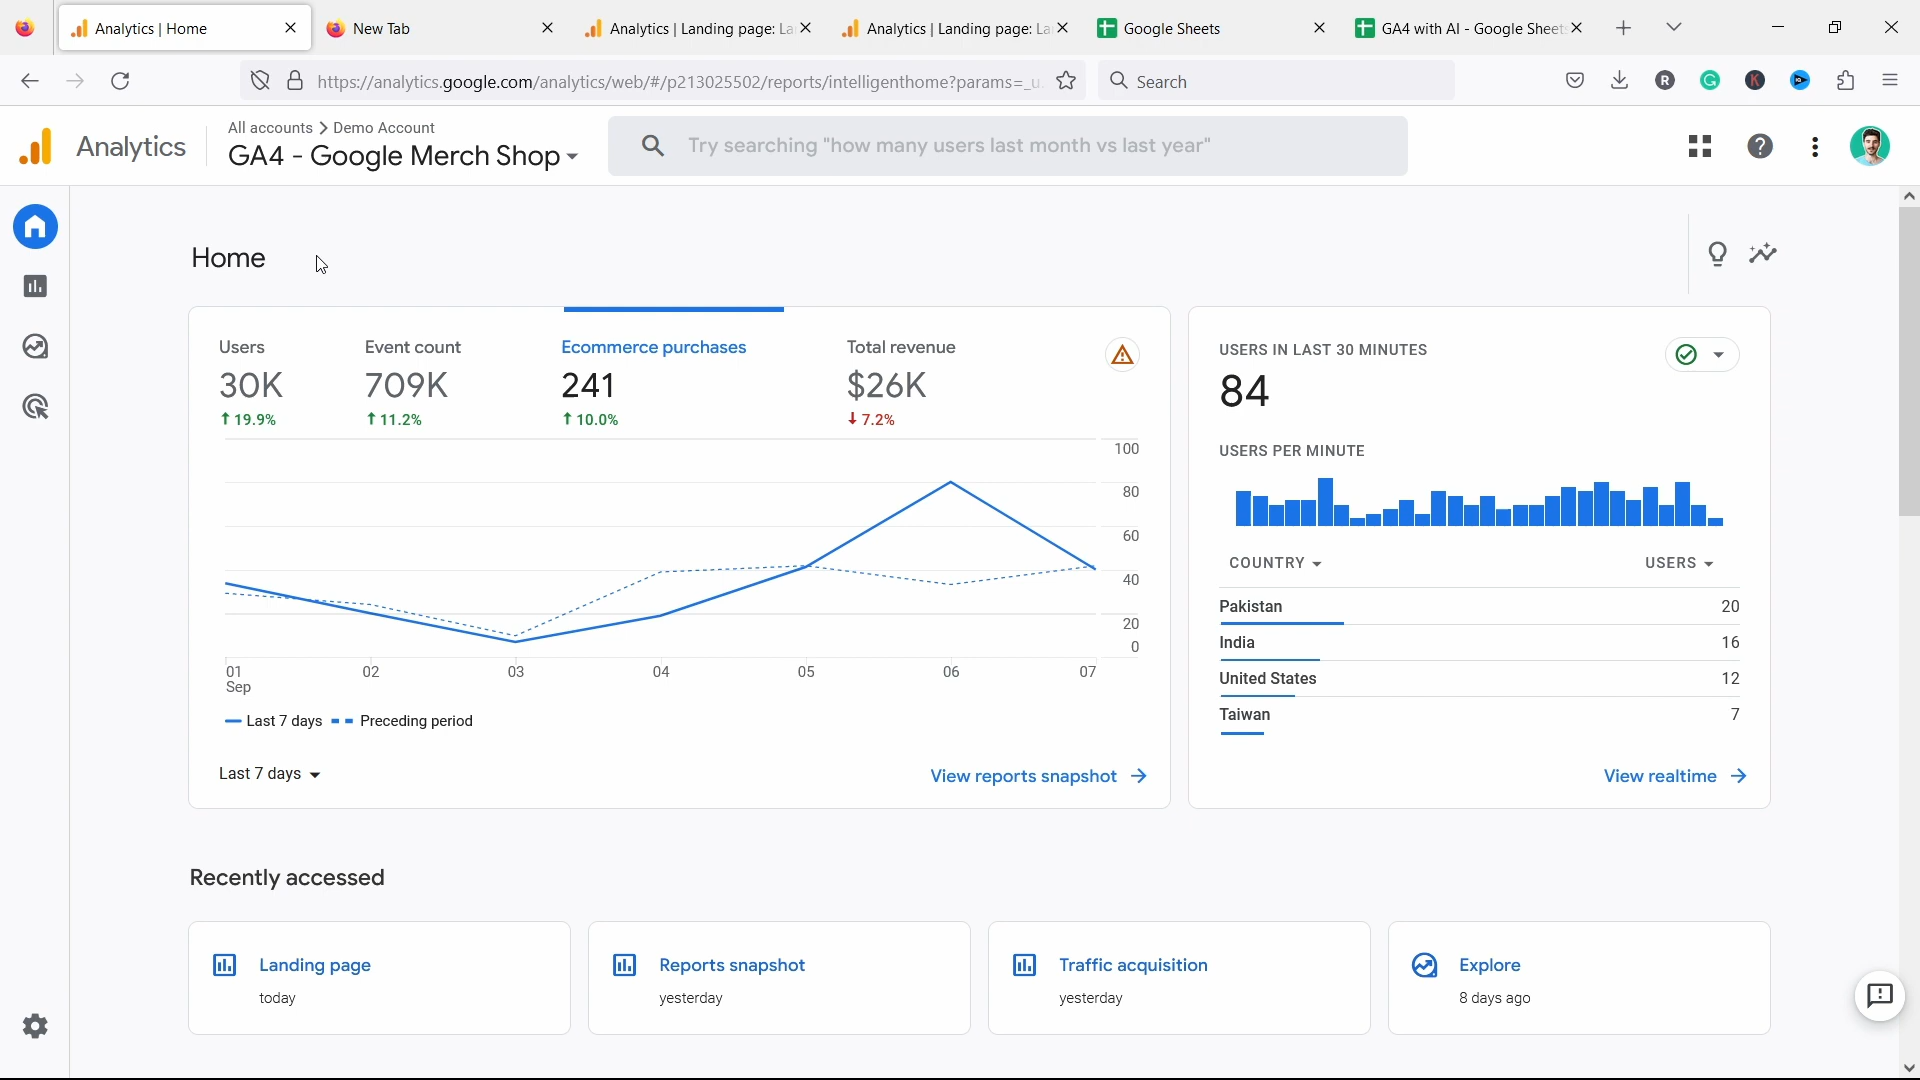 Analytics | Home
New Tab
Analytics | Landing page: La
Analytics | Landing page: La
Google Sheets
GA4 with AI - Google Sheets
https://analytics.google.com/analytics/web/#/p213025502/reports/intelligenthome?params=_u
Search
R
G
K
Analytics
All accounts > Demo Account
GA4 - Google Merch Shop
Try searching "how many users last month vs last year"
Home
Users
30K
19.9%
Event count
709K
11.2%
Ecommerce purchases
241
10.0%
Total revenue
$26K
7.2%
100
80
60
40
20
0
01
Sep
02
03
04
05
06
07
Last 7 days
Preceding period
Last 7 days
View reports snapshot
USERS IN LAST 30 MINUTES
84
USERS PER MINUTE
COUNTRY
USERS
Pakistan
20
India
16
United States
12
Taiwan
7
View realtime
Recently accessed
Landing page
today
Reports snapshot
yesterday
Traffic acquisition
yesterday
Explore
8 days ago